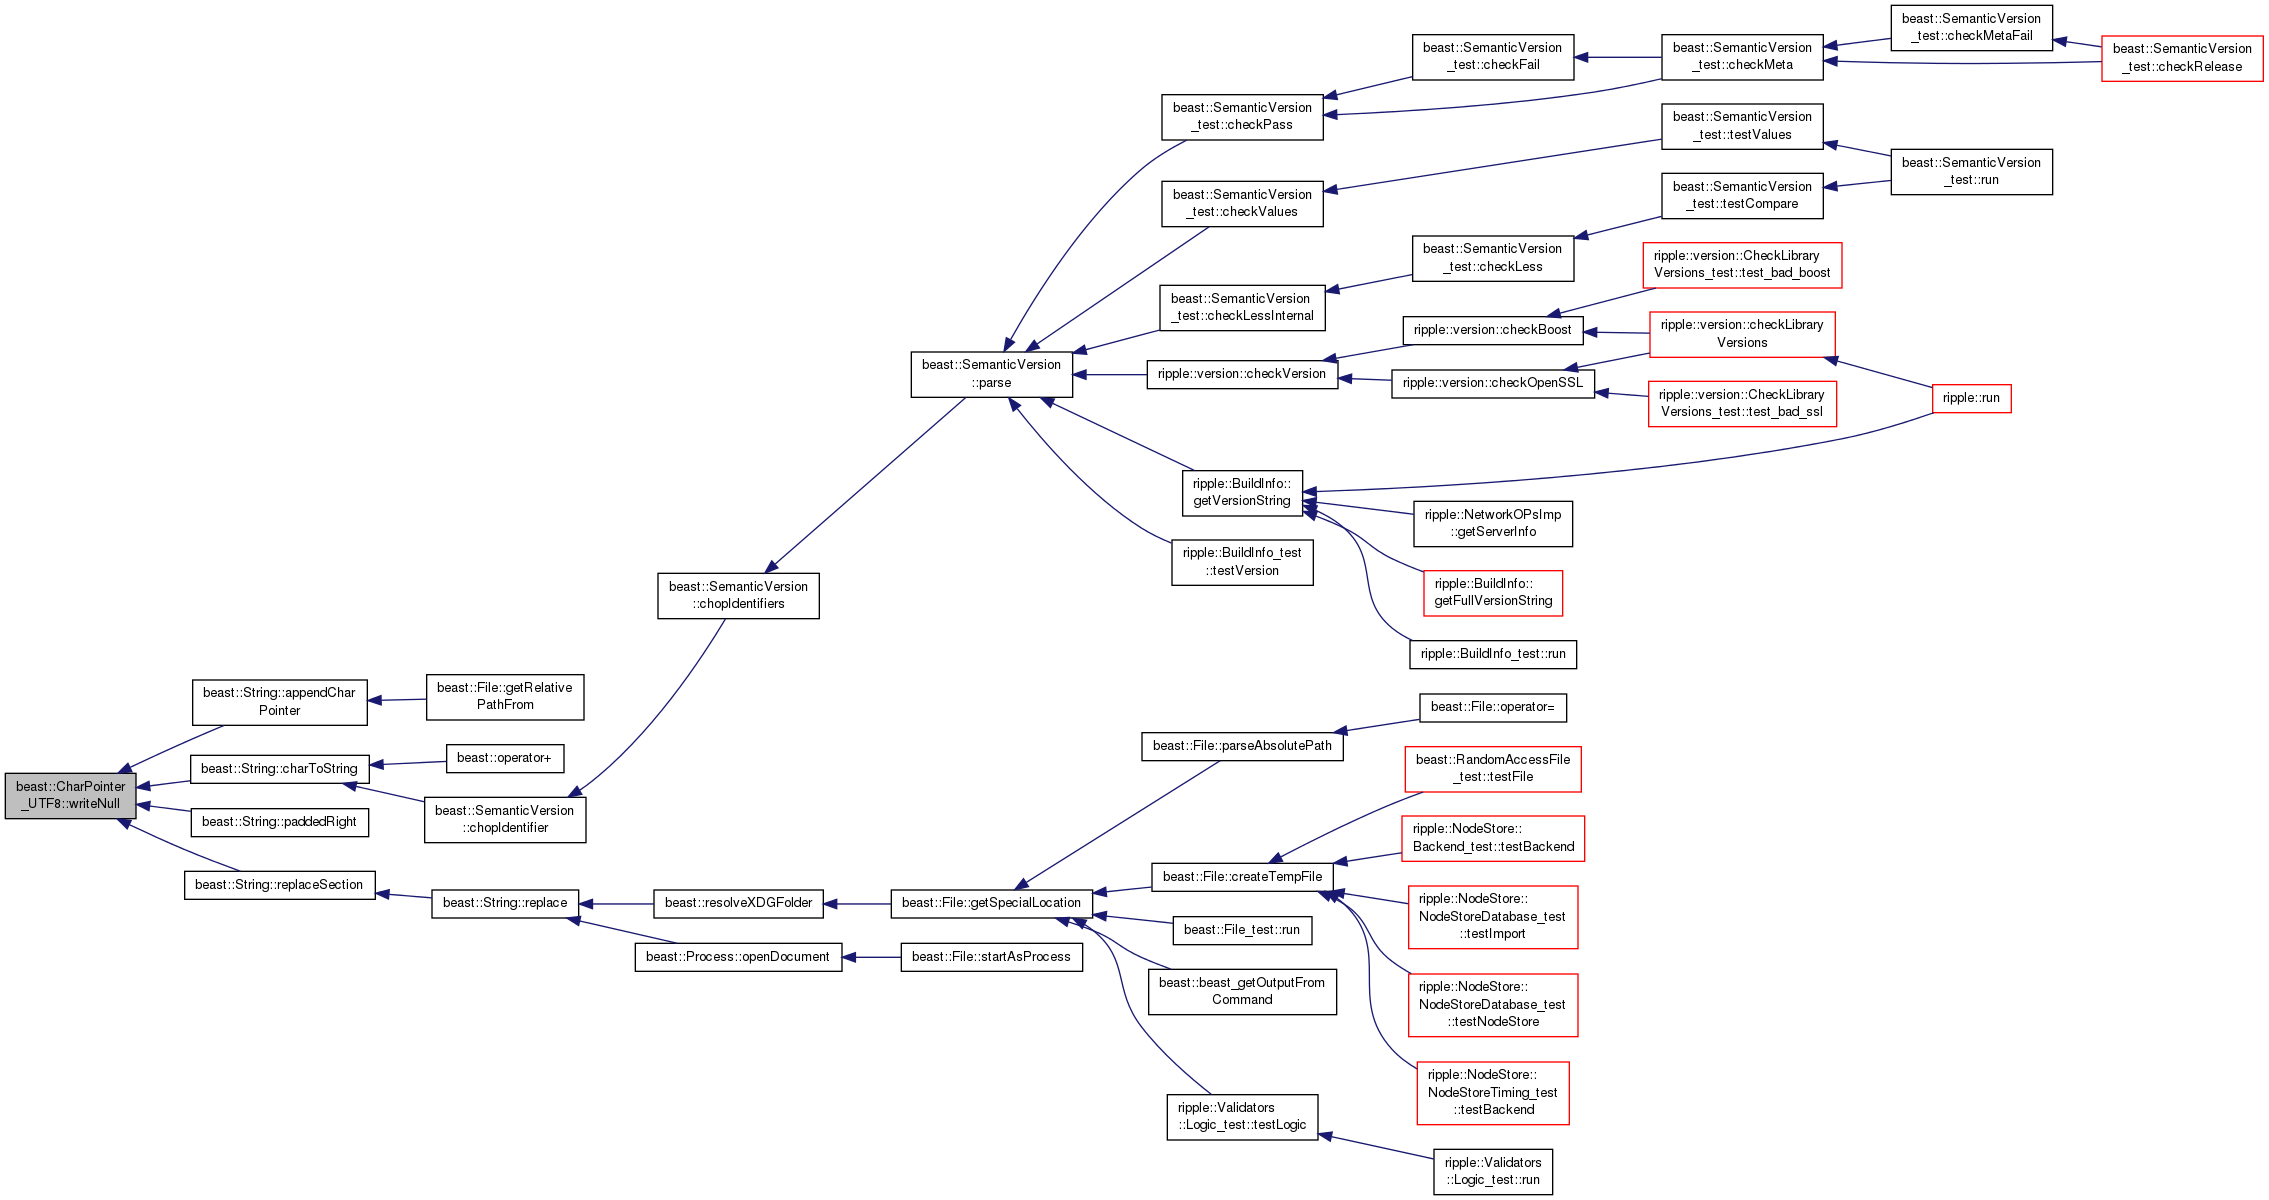 beast::SemanticVersion
_test::checkMetaFail
beast::SemanticVersion
_test::checkFail
beast::SemanticVersion
_test::checkMeta
beast::SemanticVersion
_test::checkRelease
beast::SemanticVersion
_test::checkPass
beast::SemanticVersion
_test::testValues
beast::SemanticVersion
_test::run
beast::SemanticVersion
_test::checkValues
beast::SemanticVersion
_test::testCompare
beast::SemanticVersion
_test::checkLess
ripple::version::CheckLibrary
Versions_test::test_bad_boost
beast::SemanticVersion
_test::checkLessInternal
ripple::version::checkBoost
ripple::version::checkLibrary
Versions
beast::SemanticVersion
::parse
ripple::version::checkVersion
ripple::version::checkOpenSSL
ripple::version::CheckLibrary
Versions_test::test_bad_ssl
ripple::run
ripple::BuildInfo::
getVersionString
ripple::NetworkOPsImp
::getServerInfo
ripple::BuildInfo_test
::testVersion
ripple::BuildInfo::
getFullVersionString
beast::SemanticVersion
::chopIdentifiers
ripple::BuildInfo_test::run
beast::String::appendChar
Pointer
beast::File::getRelative
PathFrom
beast::File::operator=
beast::File::parseAbsolutePath
beast::String::charToString
beast::operator+
beast::RandomAccessFile
_test::testFile
beast::CharPointer
_UTF8::writeNull
beast::String::paddedRight
beast::SemanticVersion
::chopIdentifier
ripple::NodeStore::
Backend_test::testBackend
beast::String::replaceSection
beast::String::replace
beast::resolveXDGFolder
beast::File::getSpecialLocation
beast::File::createTempFile
ripple::NodeStore::
NodeStoreDatabase_test
::testImport
beast::File_test::run
beast::Process::openDocument
beast::File::startAsProcess
beast::beast_getOutputFrom
Command
ripple::NodeStore::
NodeStoreDatabase_test
::testNodeStore
ripple::NodeStore::
NodeStoreTiming_test
::testBackend
ripple::Validators
::Logic_test::testLogic
ripple::Validators
::Logic_test::run